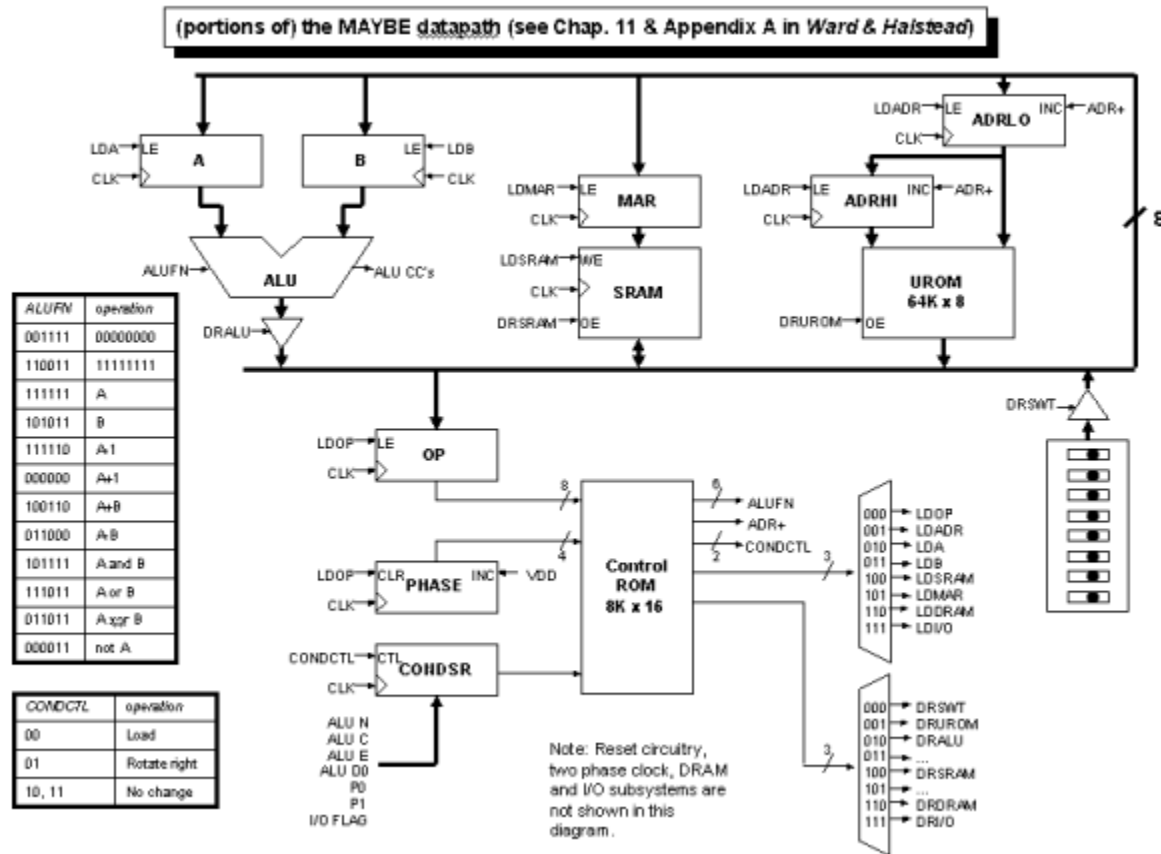 (portions of) the MAYBE datapath (see Chap. 11 & Appendix A in Ward & Halstead)
LDADR
LE
INC
ADR+
ADRLO
CLK
LDA
LE
A
CLK
LE
LDB
B
CLK
LDMAR
LE
MAR
CLK
LDADR
LE
INC
ADR+
ADRHI
CLK
8
ALUFN
ALU
ALU CC's
LDSRAM
WE
CLK
SRAM
DRSRAM
OE
UROM
64K x 8
DRUROM
OE
DRALU
DRSWT
ALUFN operation
001111 00000000
110011 11111111
111111 A
101011 B
111110 A-1
000000 A+1
100110 A+B
011000 A-B
101111 A and B
111011 A or B
011011 A xor B
000011 not A
LDOP
LE
OP
CLK
8
LDOP
CLR
PHASE
INC
VDD
CLK
4
CONDCTL
CTL
CONDSR
CLK
Control
ROM
8K x 16
6
ALUFN
ADR+
2
CONDCTL
3
000 LDOP
001 LDADR
010 LDA
011 LDB
100 LDSRAM
101 LDMAR
110 LDDRAM
111 LDI/O
CONDCTL operation
00 Load
01 Rotate right
10, 11 No change
ALU N
ALU C
ALU E
ALU D0
P0
P1
I/O FLAG
Note: Reset circuitry,
two phase clock, DRAM
and I/O subsystems are
not shown in this
diagram.
3
000 DRSWT
001 DRUROM
010 DRALU
011 ...
100 DRSRAM
101 ...
110 DRDRAM
111 DRI/O